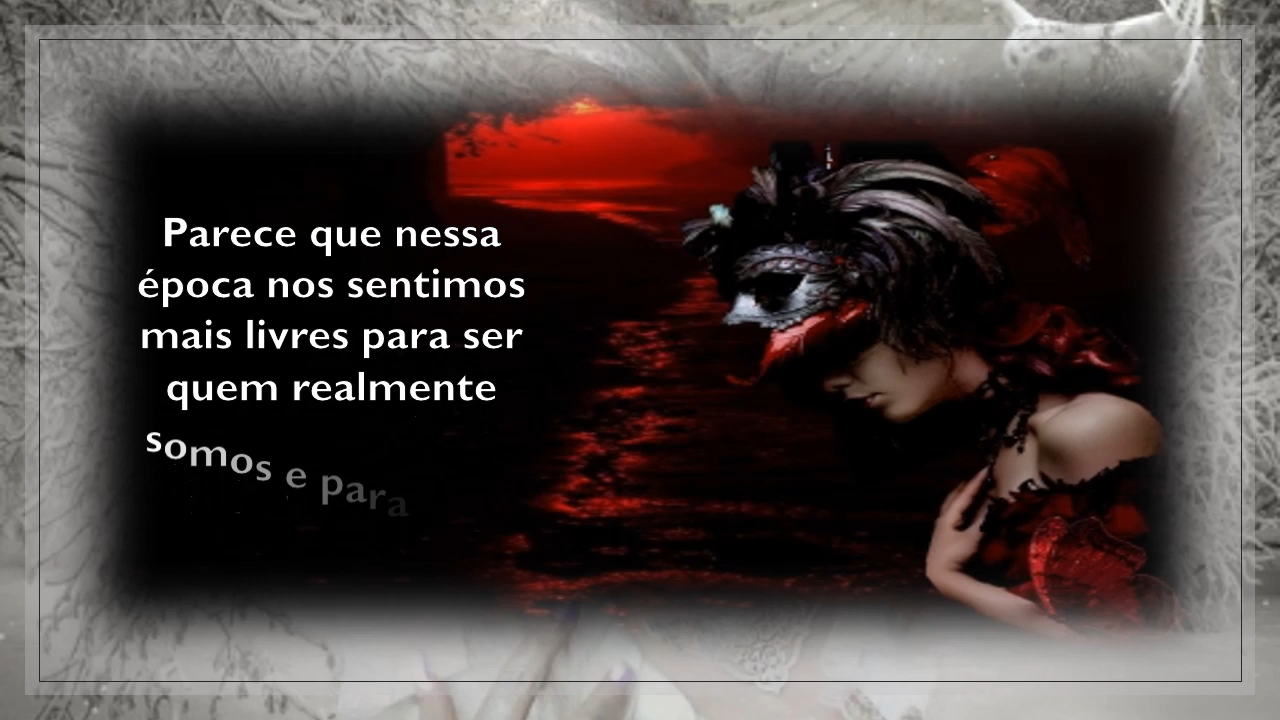 Parece que nessa
época nos sentimos
mais livres para ser
quem realmente
somos e para